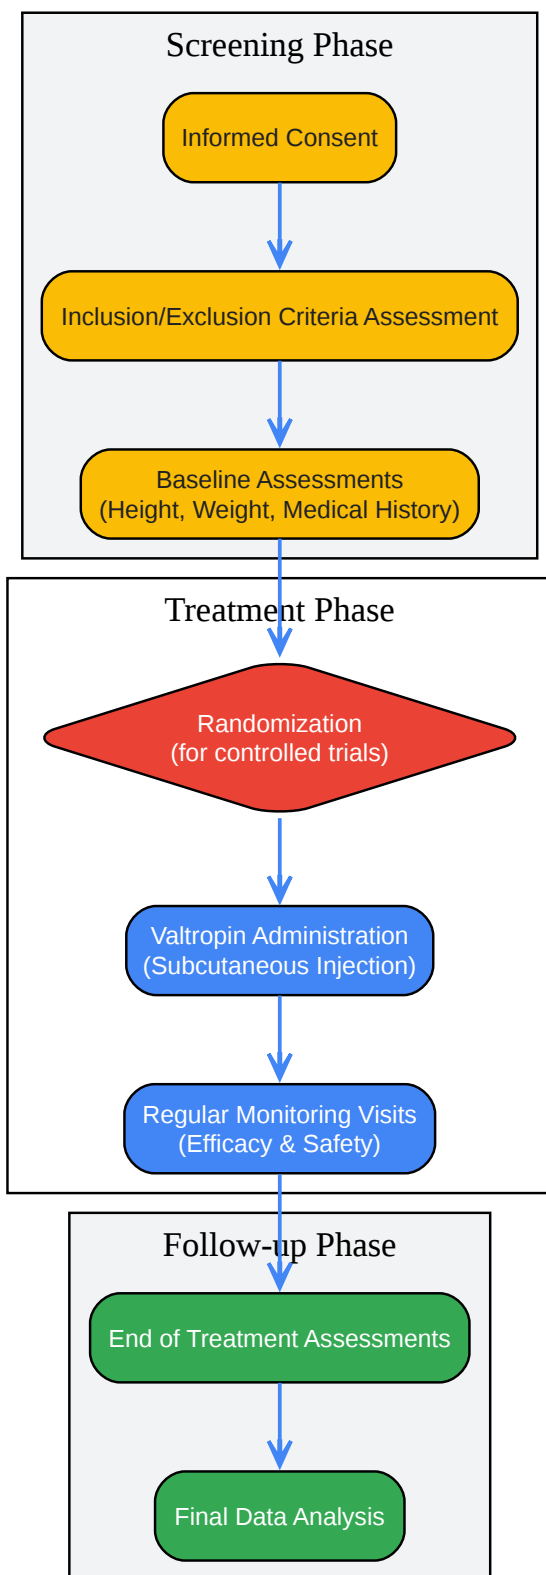 Screening Phase
Informed Consent
Inclusion/Exclusion Criteria Assessment
Baseline Assessments
(Height, Weight, Medical History)
Treatment Phase
Randomization
(for controlled trials)
Valtropin Administration
(Subcutaneous Injection)
Regular Monitoring Visits
(Efficacy & Safety)
Follow-up Phase
End of Treatment Assessments
Final Data Analysis